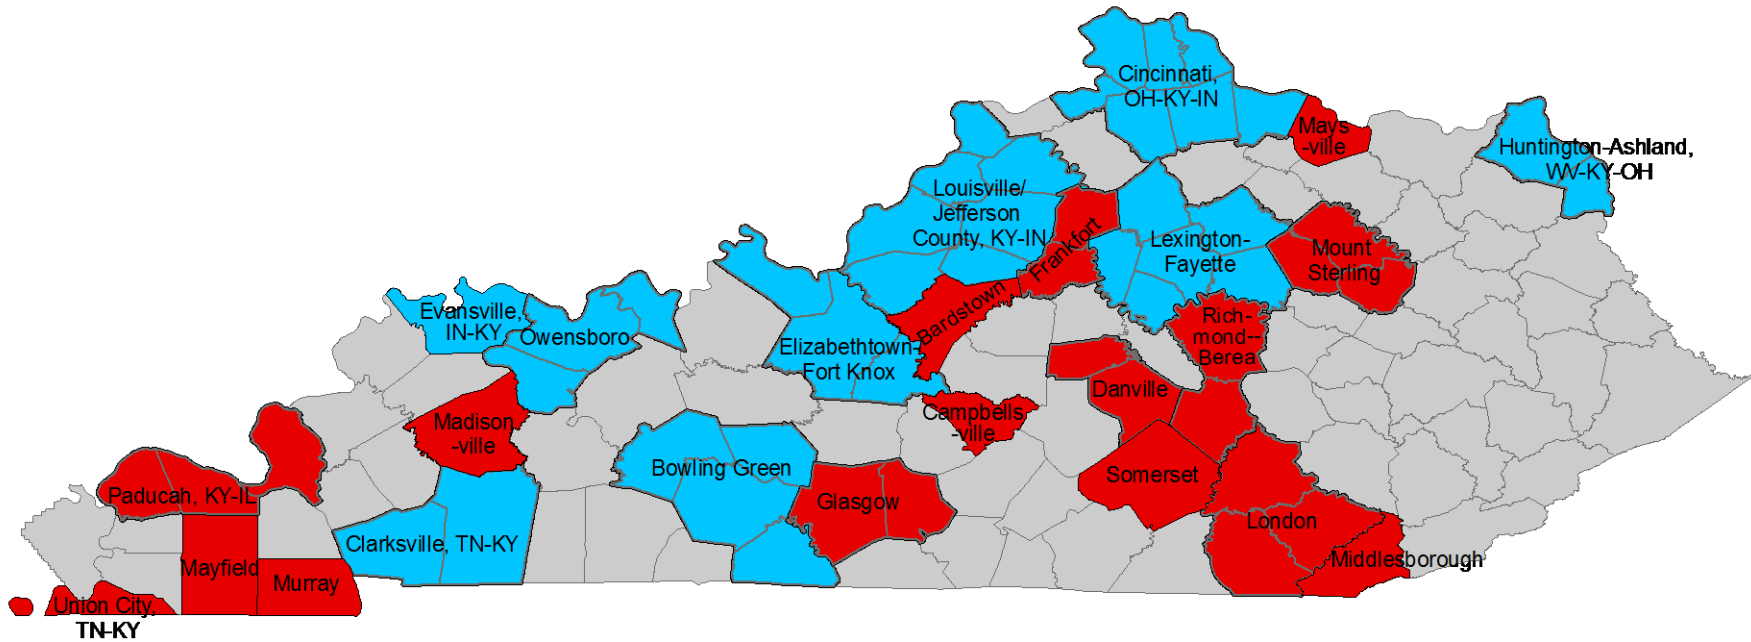 Cincinnati,
OH-KY-IN
Mays
-ville
Huntington-Ashland,
WV-KY-OH
Louisville/
Jefferson
County, KY-IN
Frankfort
Lexington-
Fayette
Mount
Sterling
Evansville,
IN-KY
Owensboro
Elizabethtown-
Fort Knox
Bardstown
Rich-
mond--
Berea
Danville
Madison
-ville
Campbells
-ville
Bowling Green
Glasgow
Somerset
Paducah, KY-IL
London
Clarksville, TN-KY
Mayfield
Murray
Middlesborough
Union City,
TN-KY